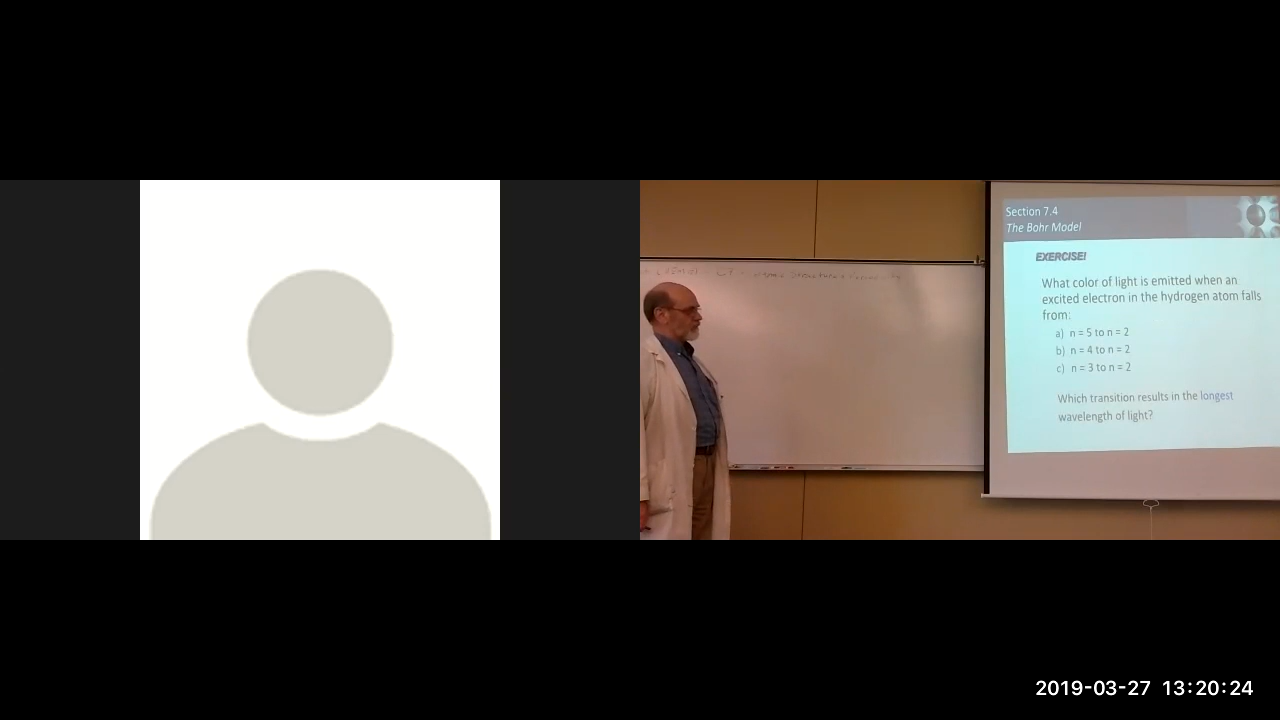 Section 7.4
The Bohr Model
EXERCISE!
What color of light is emitted when an
excited electron in the hydrogen atom falls
from:
a) n = 5 to n = 2
b) n = 4 to n = 2
c) n = 3 to n = 2
Which transition results in the longest
wavelength of light?
2019-03-27 13:20:24